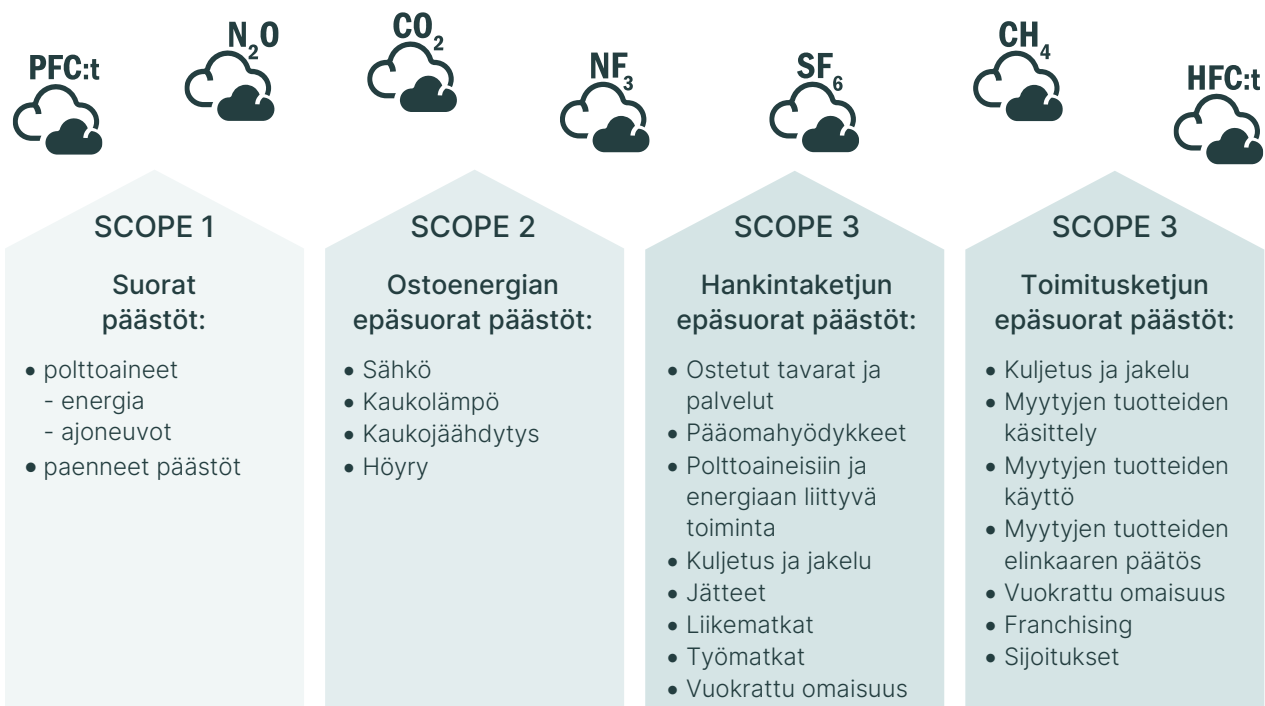 PFC:t
N₂O
CO₂
NF₃
SF₆
CH₄
HFC:t
SCOPE 1
Suorat
päästöt:
• polttoaineet
- energia
- ajoneuvot
• paenneet päästöt
SCOPE 2
Ostoenergian
epäsuorat päästöt:
• Sähkö
• Kaukolämpö
• Kaukojäähdytys
• Höyry
SCOPE 3
Hankintaketjun
epäsuorat päästöt:
• Ostetut tavarat ja
palvelut
• Pääomahyödykkeet
• Polttoaineisiin ja
energiaan liittyvä
toiminta
• Kuljetus ja jakelu
• Jätteet
• Liikematkat
• Työmatkat
• Vuokrattu omaisuus
SCOPE 3
Toimitusketjun
epäsuorat päästöt:
• Kuljetus ja jakelu
• Myytyjen tuotteiden
käsittely
• Myytyjen tuotteiden
käyttö
• Myytyjen tuotteiden
elinkaaren päätös
• Vuokrattu omaisuus
• Franchising
• Sijoitukset